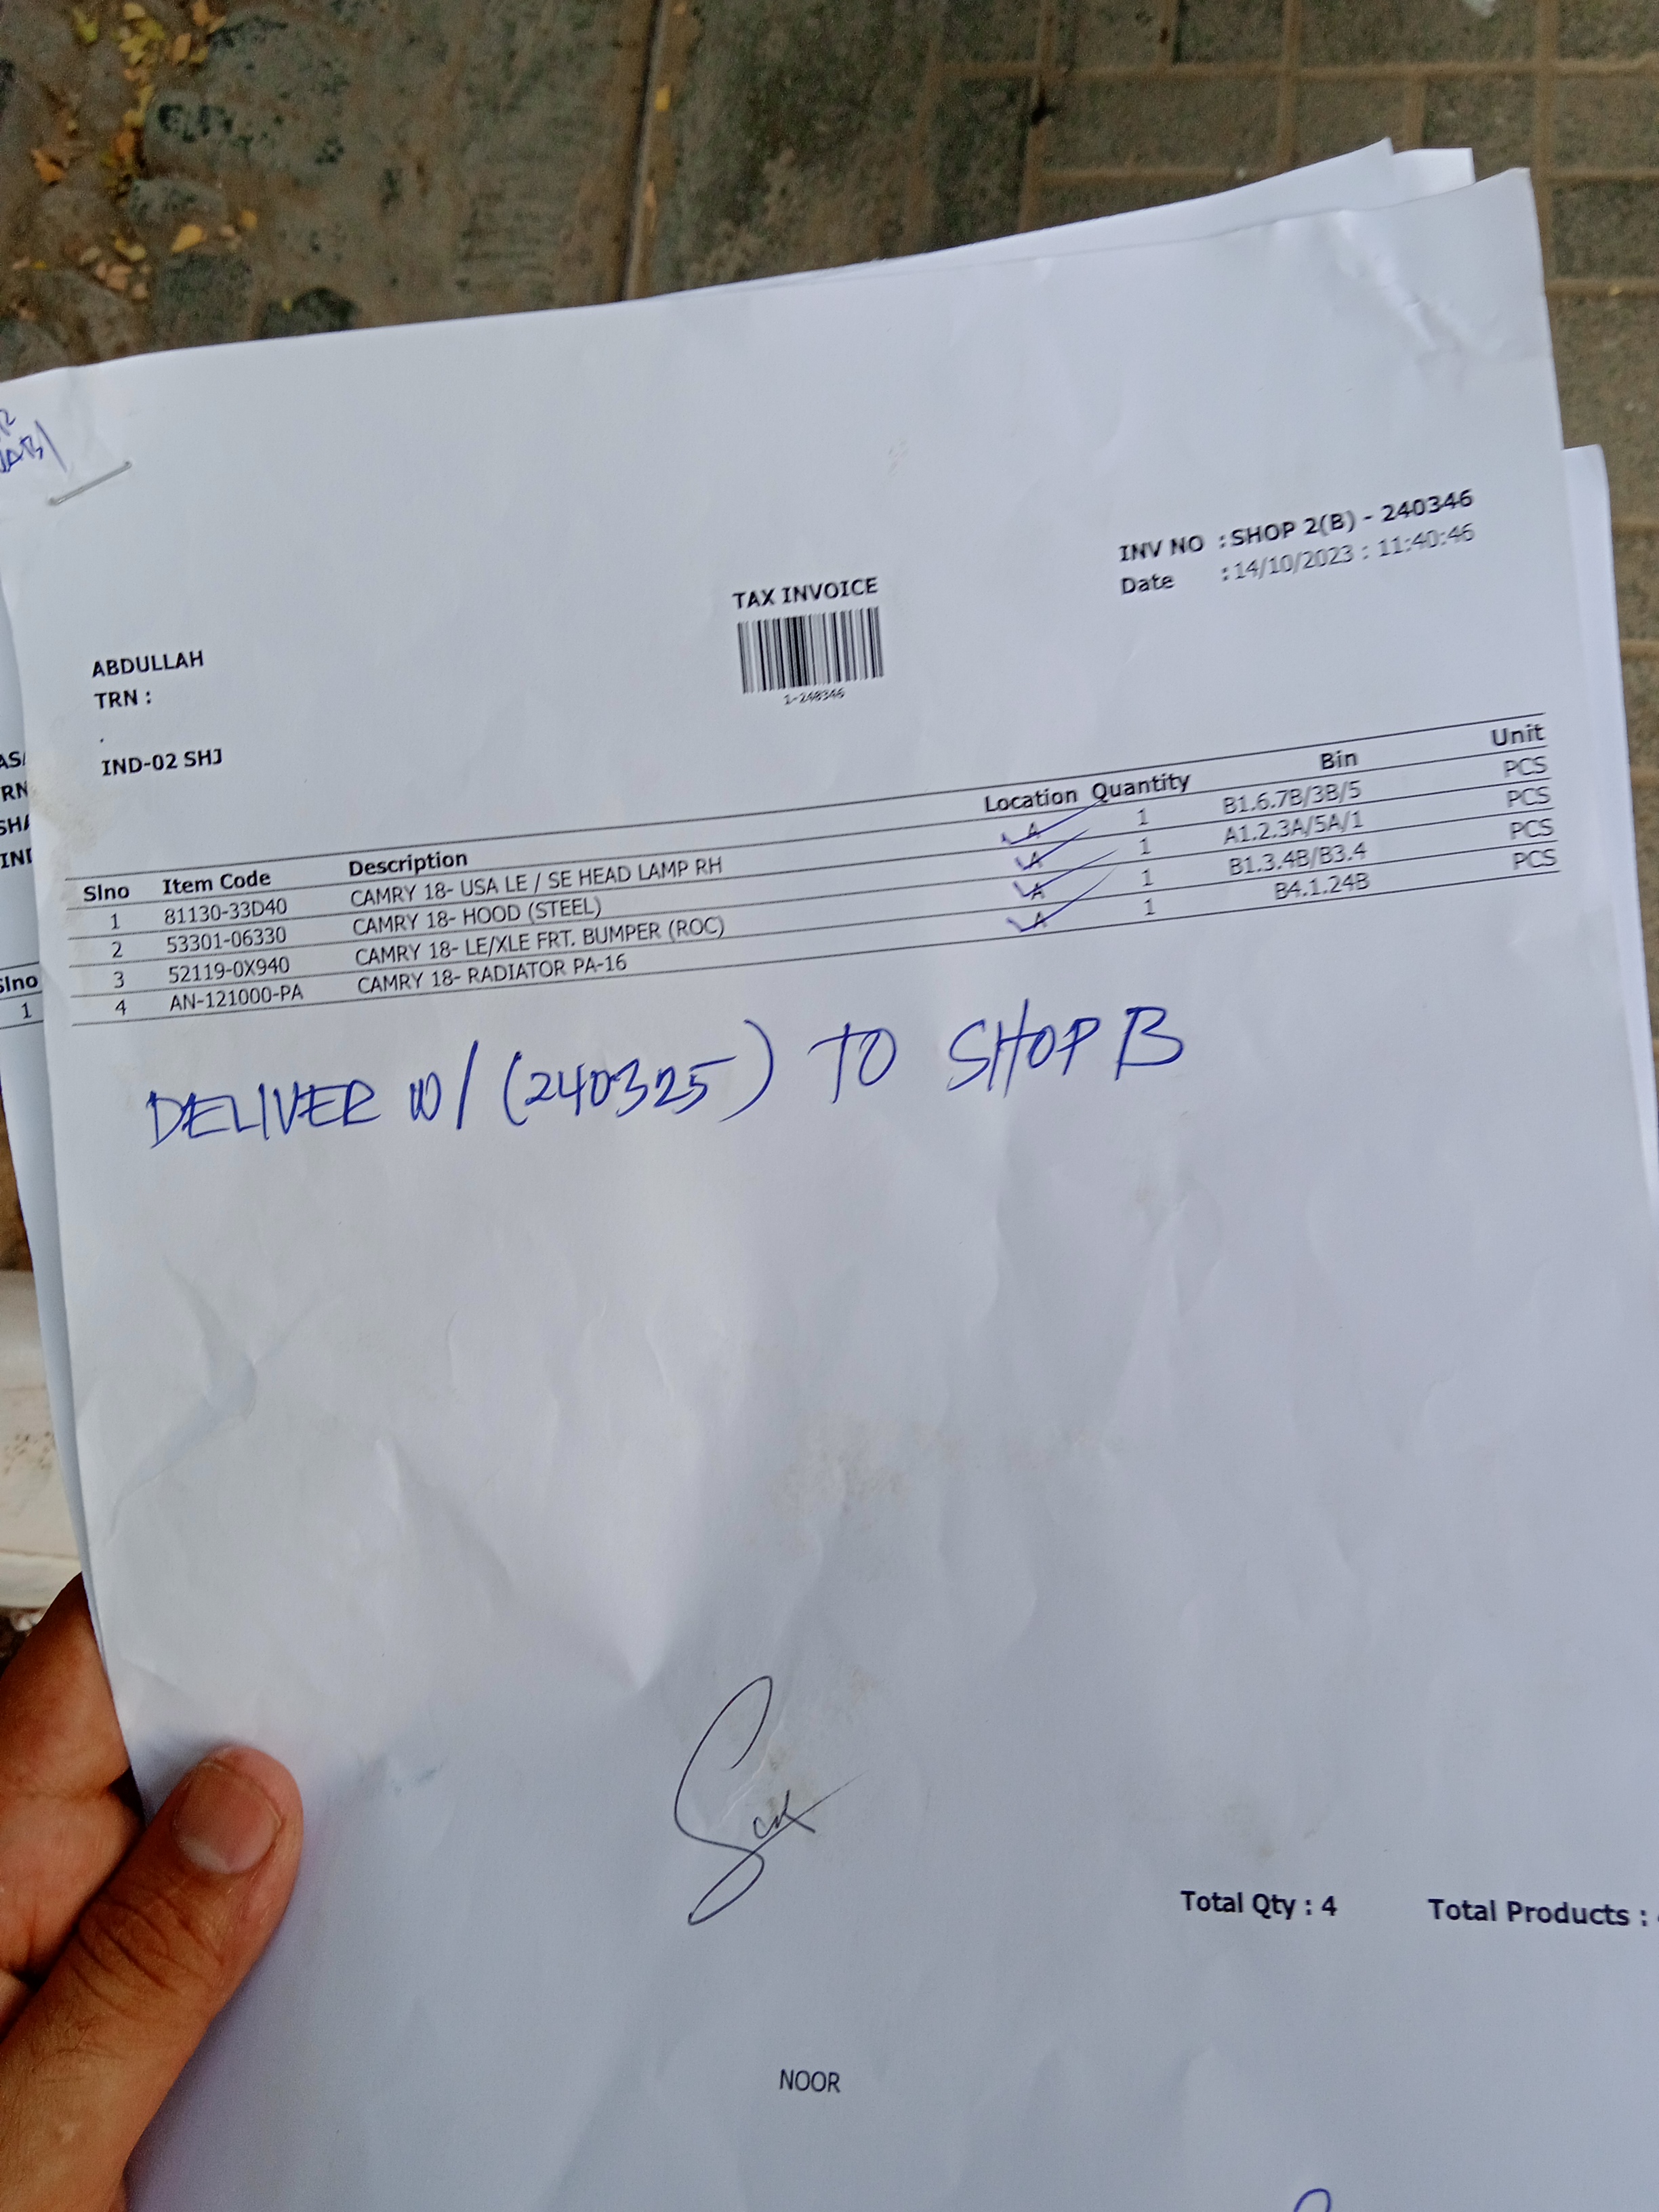 INV NO : SHOP 2(B) - 240346
Date : 14/10/2023 : 11:40:46
TAX INVOICE
1-240346
ABDULLAH
TRN :
.
IND-02 SHJ
Slno Item Code Description Location Quantity Bin Unit
1 81130-33D40 CAMRY 18- USA LE / SE HEAD LAMP RH A 1 B1.6.7B/3B/5 PCS
2 53301-06330 CAMRY 18- HOOD (STEEL) A 1 A1.2.3A/5A/1 PCS
3 52119-0X940 CAMRY 18- LE/XLE FRT. BUMPER (ROC) A 1 B1.3.4B/B3.4 PCS
4 AN-121000-PA CAMRY 18- RADIATOR PA-16 A 1 B4.1.24B PCS
DELIVER W/ (240325) TO SHOP B
Total Qty : 4 Total Products :
NOOR
Slno
1